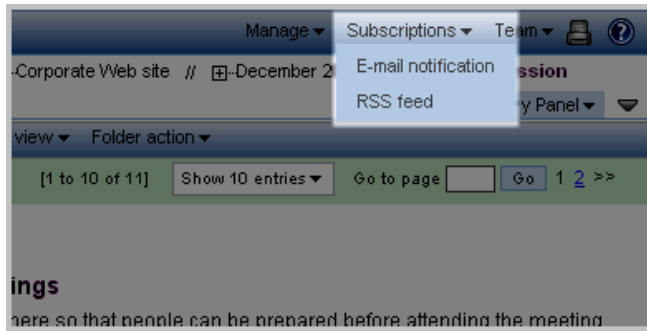 Manage Subscriptions Team
-Corporate Web site // December 2 ssion
E-mail notification
RSS feed
y Panel
view Folder action
[1 to 10 of 11] Show 10 entries Go to page Go 1 2 >>
ings
here so that people can be prepared before attending the meeting